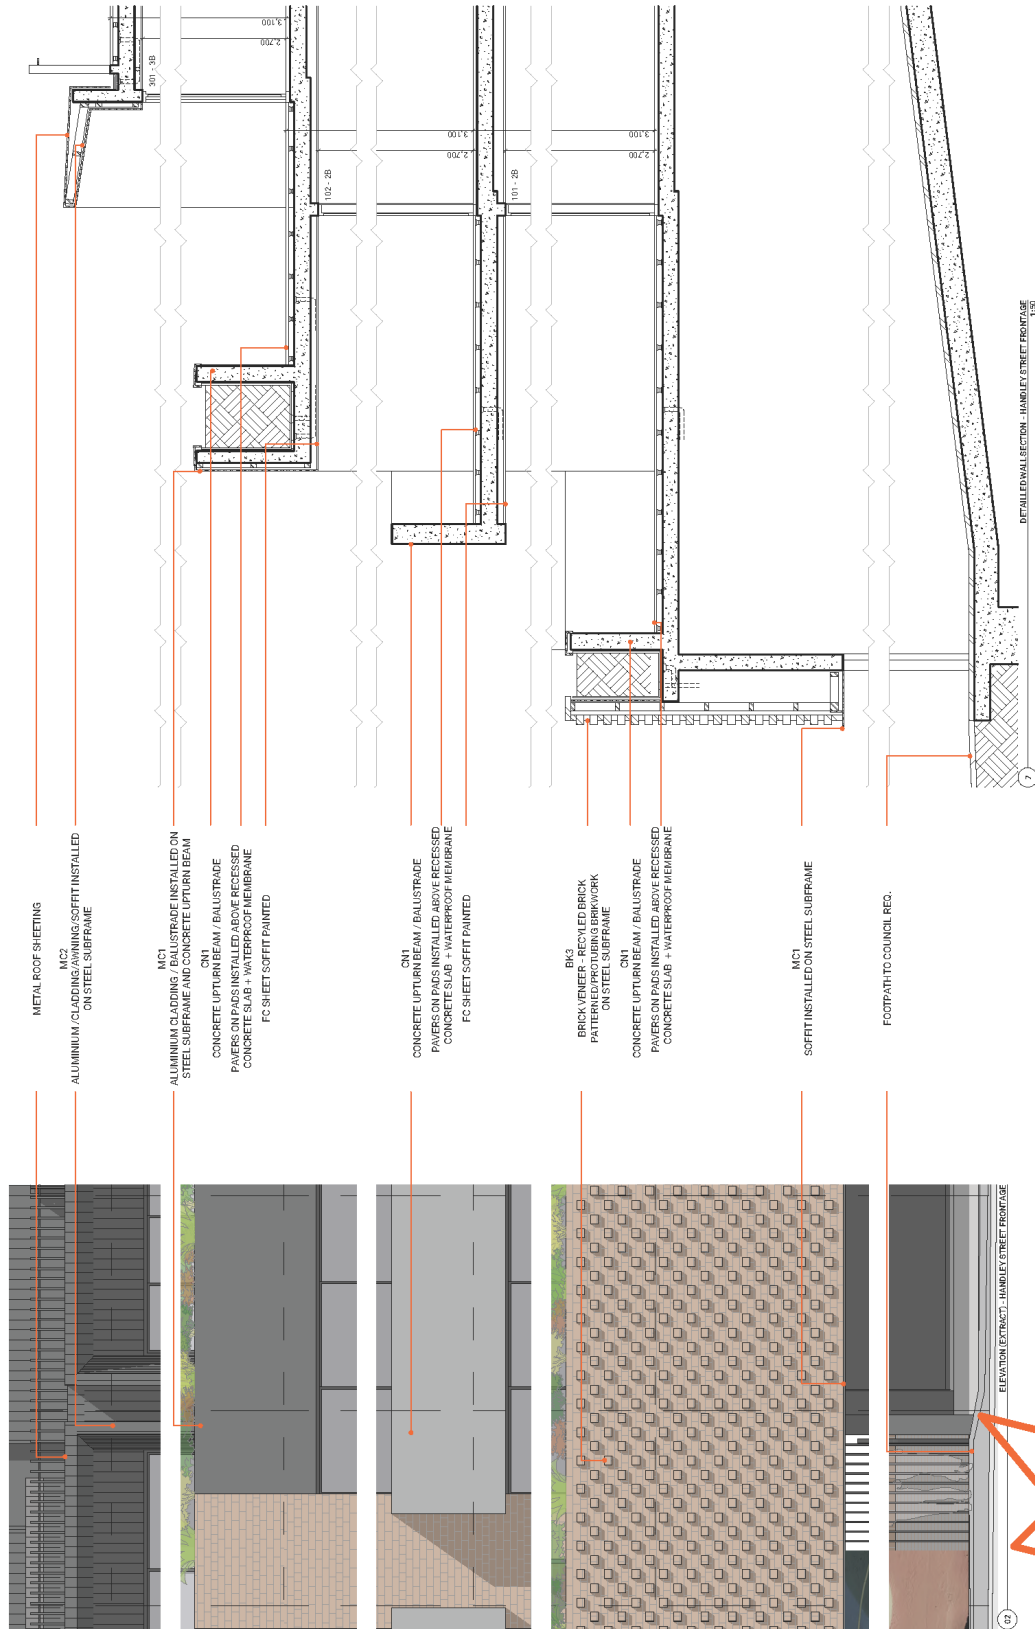 METAL ROOF SHEETING
MC2
ALUMINIUM /CLADDING/AWNING/SOFFIT INSTALLED
ON STEEL SUBFRAME
MC1
ALUMINIUM CLADDING / BALUSTRADE INSTALLED ON
STEEL SUBFRAME AND CONCRETE UPTURN BEAM
CN1
CONCRETE UPTURN BEAM / BALUSTRADE
PAVERS ON PADS INSTALLED ABOVE RECESSED
CONCRETE SLAB + WATERPROOF MEMBRANE
FC SHEET SOFFIT PAINTED
CN1
CONCRETE UPTURN BEAM / BALUSTRADE
PAVERS ON PADS INSTALLED ABOVE RECESSED
CONCRETE SLAB + WATERPROOF MEMBRANE
FC SHEET SOFFIT PAINTED
BK3
BRICK VENEER - RECYLED BRICK
PATTERNED/PROTUBING BRIKWORK
ON STEEL SUBFRAME
CN1
CONCRETE UPTURN BEAM / BALUSTRADE
PAVERS ON PADS INSTALLED ABOVE RECESSED
CONCRETE SLAB + WATERPROOF MEMBRANE
MC1
SOFFIT INSTALLED ON STEEL SUBFRAME
FOOTPATH TO COUNCIL REQ.
301 - 3B
3,100
2,700
102 - 2B
3,100
2,700
101 - 2B
3,100
2,700
02
ELEVATION (EXTRACT) - HANDLEY STREET FRONTAGE
7
DETAILED WALL SECTION - HANDLEY STREET FRONTAGE
1:50